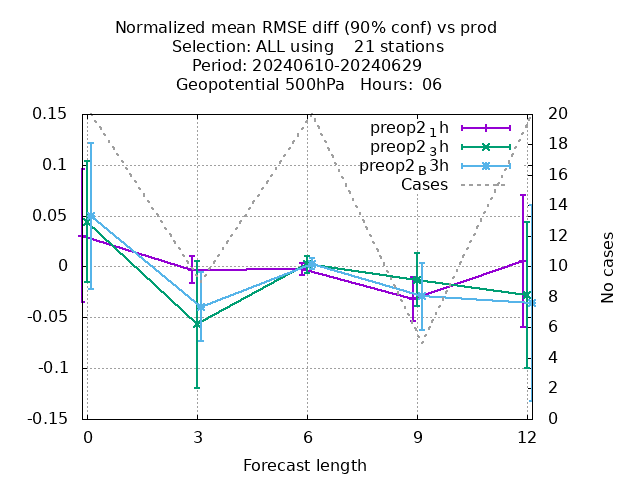 Normalized mean RMSE diff (90% conf) vs prod
Selection: ALL using    21 stations
Period: 20240610-20240629
Geopotential 500hPa   Hours:  06
0.15
0.1
0.05
0
-0.05
-0.1
-0.15
20
18
16
14
12
10
8
6
4
2
0
preop2 1h
preop2 3h
preop2 B3h
Cases
No cases
0
3
6
9
12
Forecast length